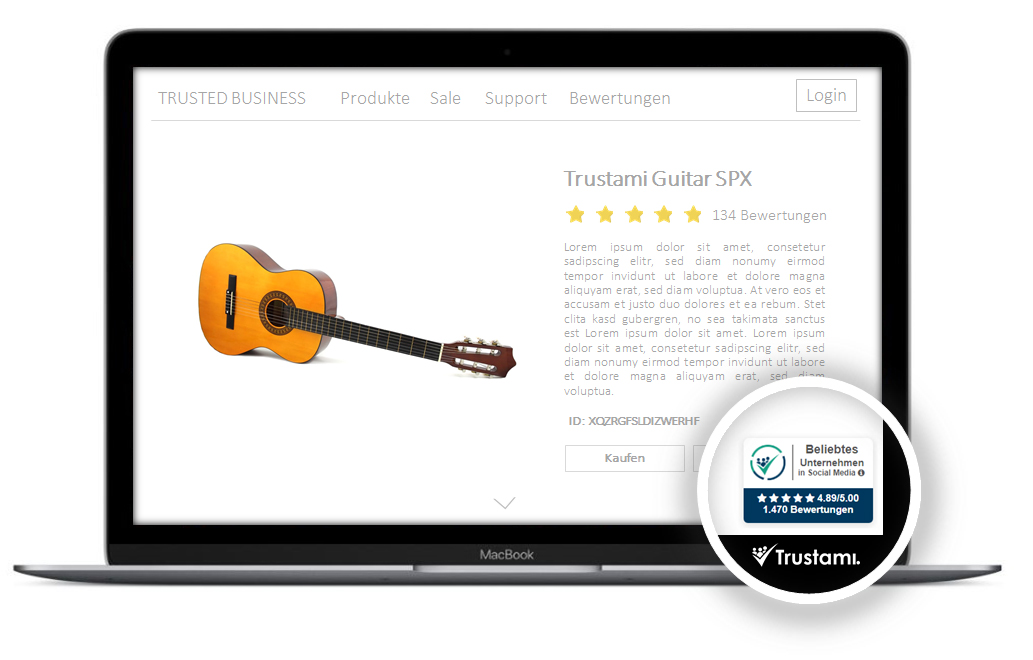 TRUSTED BUSINESS Produkte Sale Support Bewertungen Login
Trustami Guitar SPX
134 Bewertungen
Lorem ipsum dolor sit amet, consetetur
sadipscing elitr, sed diam nonumy eirmod
tempor invidunt ut labore et dolore magna
aliquyam erat, sed diam voluptua. At vero eos et
accusam et justo duo dolores et ea rebum. Stet
clita kasd gubergren, no sea takimata sanctus
est Lorem ipsum dolor sit amet. Lorem ipsum
dolor sit amet, consetetur sadipscing elitr, sed
diam nonumy eirmod tempor invidunt ut labore
et dolore magna aliquyam erat, sed diam
voluptua.
ID: XQZRGFSLDIZWERHF
Kaufen
Beliebtes
Unternehmen
in Social Media
4.89/5.00
1.470 Bewertungen
Trustami.
MacBook